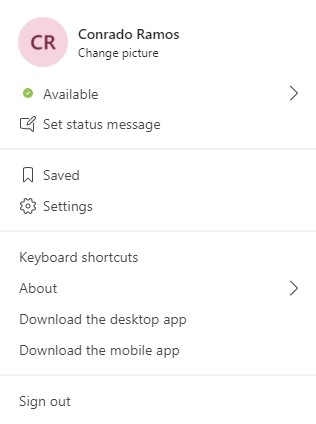 CR
Conrado Ramos
Change picture
Available
Set status message
Saved
Settings
Keyboard shortcuts
About
Download the desktop app
Download the mobile app
Sign out